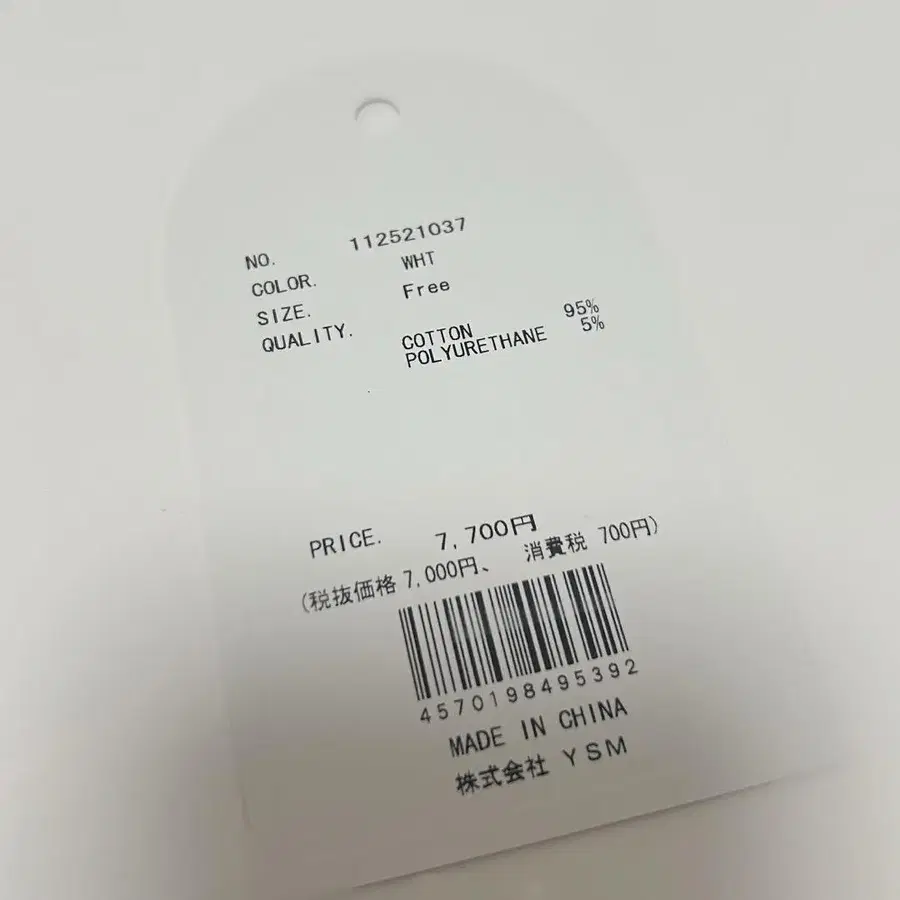 NO. 112521037
COLOR. WHT
SIZE. Free
QUALITY. COTTON 95%
POLYURETHANE 5%
PRICE. 7,700円
(税抜価格 7,000円、 消費税 700円)
4570198495392
MADE IN CHINA
株式会社 YSM